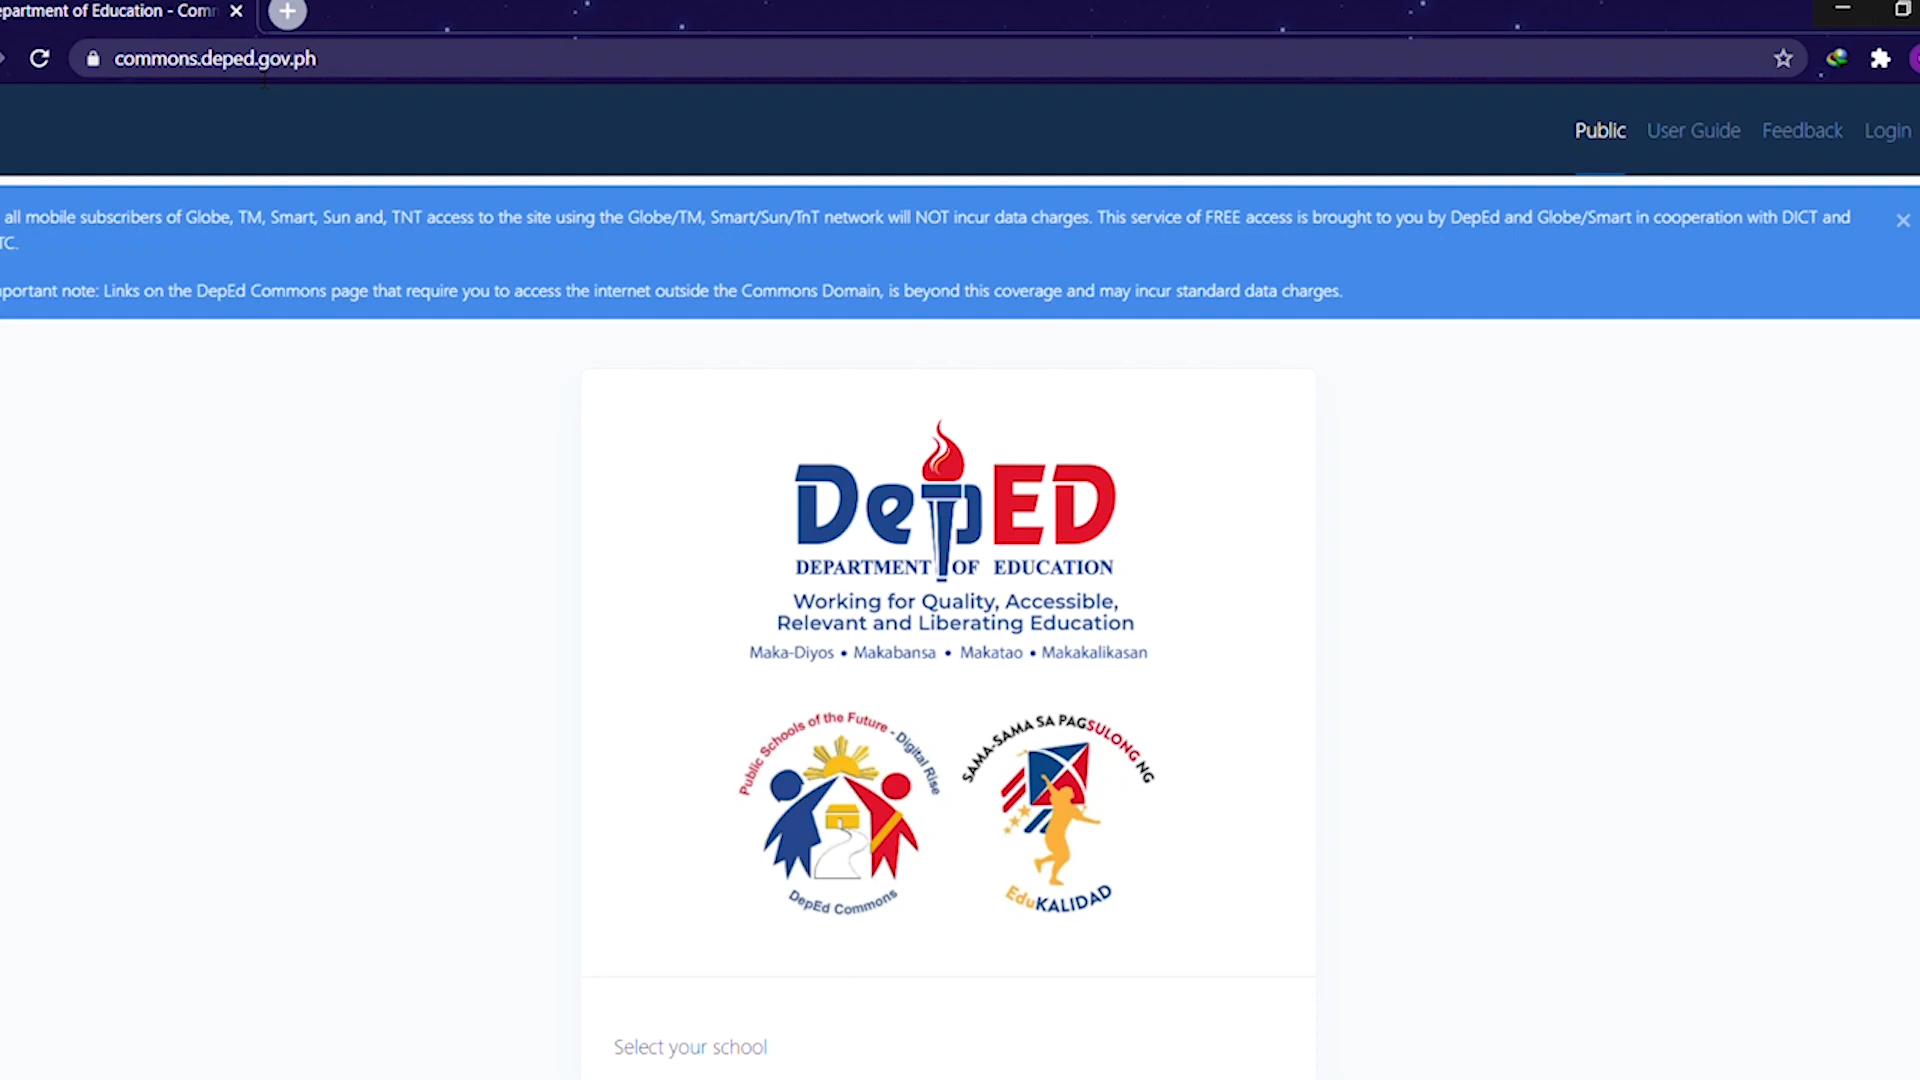 epartment of Education - Com
commons.deped.gov.ph
Public User Guide Feedback Login
all mobile subscribers of Globe, TM, Smart, Sun and, TNT access to the site using the Globe/TM, Smart/Sun/TnT network will NOT incur data charges. This service of FREE access is brought to you by DepEd and Globe/Smart in cooperation with DICT and
TC.
portant note: Links on the DepEd Commons page that require you to access the internet outside the Commons Domain, is beyond this coverage and may incur standard data charges.
DepED
DEPARTMENT OF EDUCATION
Working for Quality, Accessible,
Relevant and Liberating Education
Maka-Diyos • Makabansa • Makatao • Makakalikasan
Public Schools of the Future - Digital Rise
DepEd Commons
SAMA-SAMA SA PAGSULONG NG
EduKALIDAD
Select your school